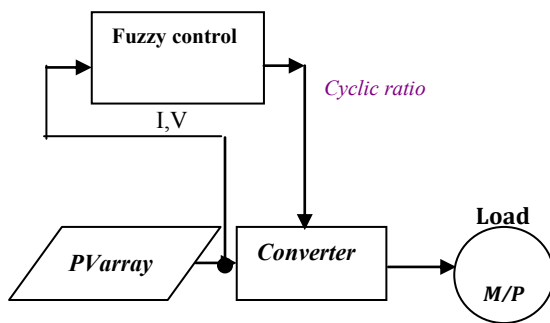 Fuzzy control
Cyclic ratio
I,V
Load
PVarray
Converter
M/P